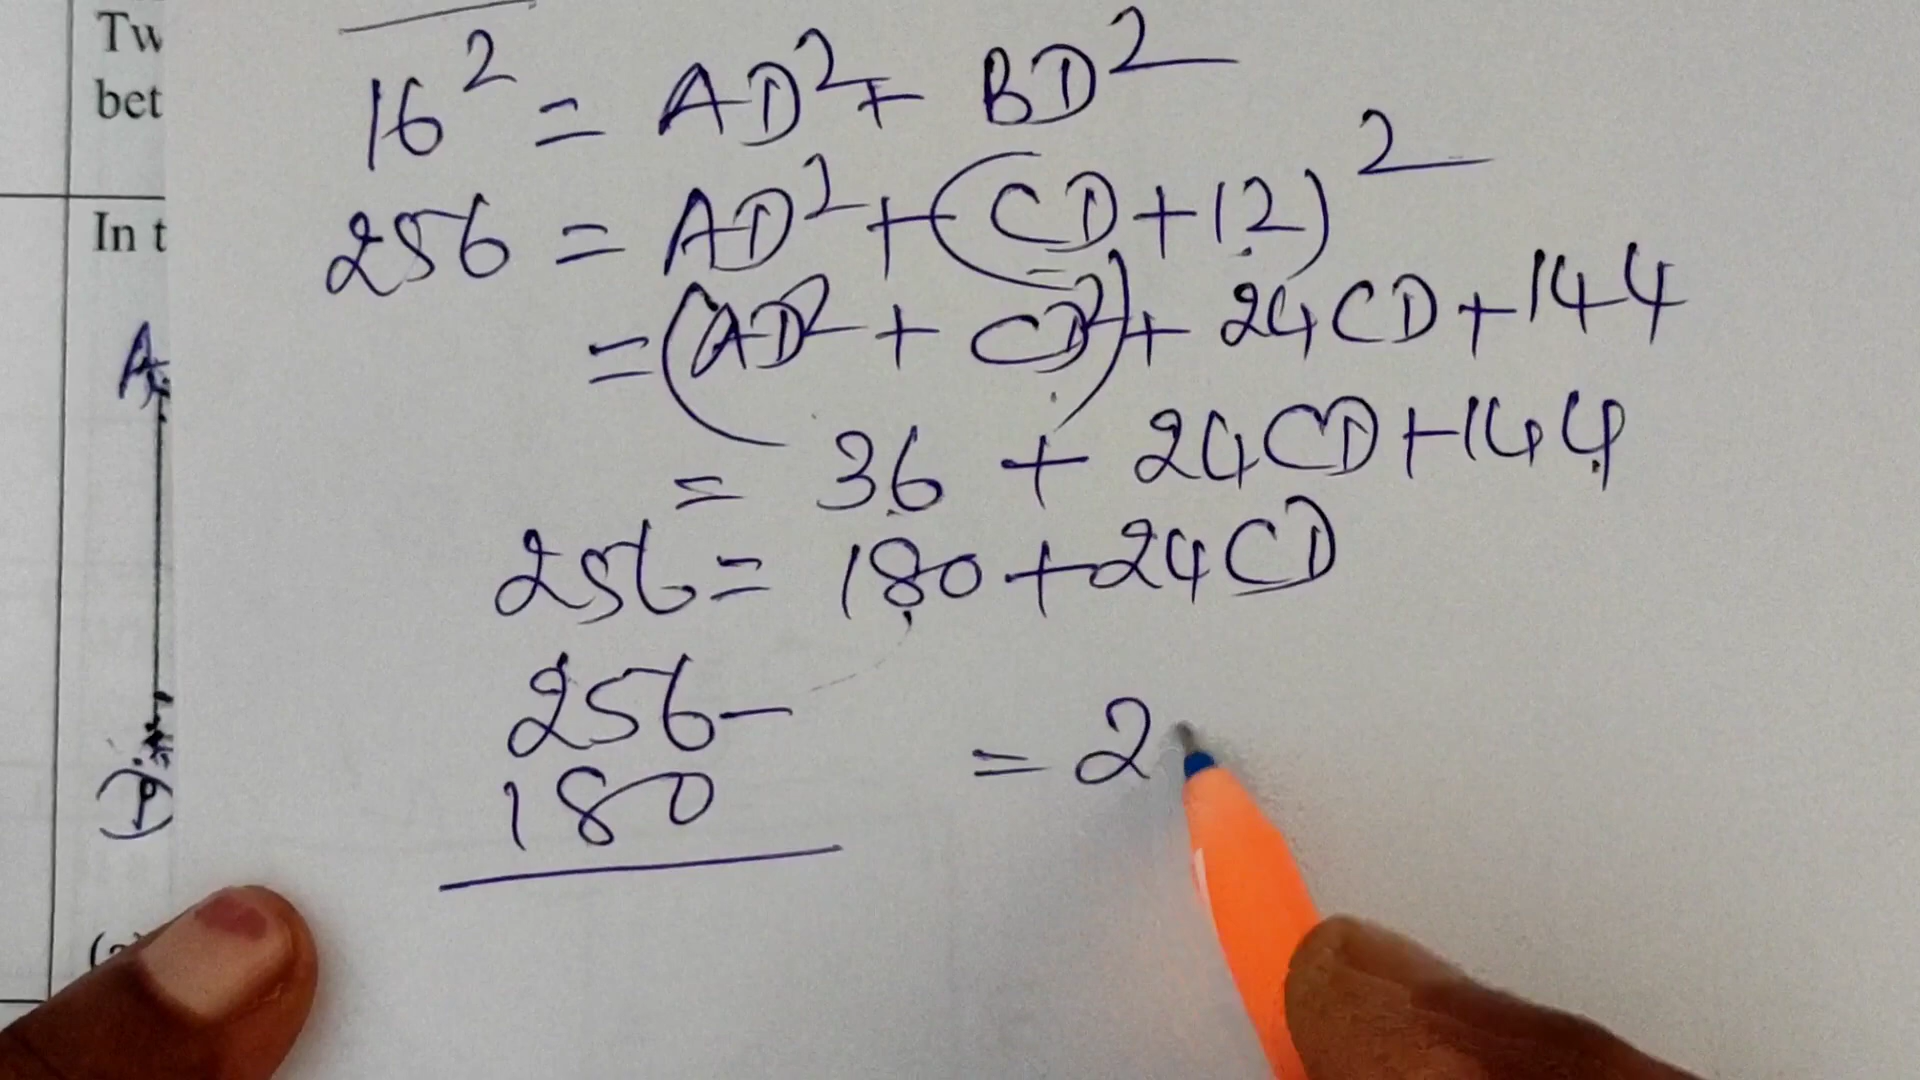 Tw
bet
In t
A
D
16² = AD² + BD²
256 = AD² + (CD + 12)²
= (AD² + CD²) + 24CD + 144
= 36 + 24CD + 144
256 = 180 + 24CD
256 −
180
= 2